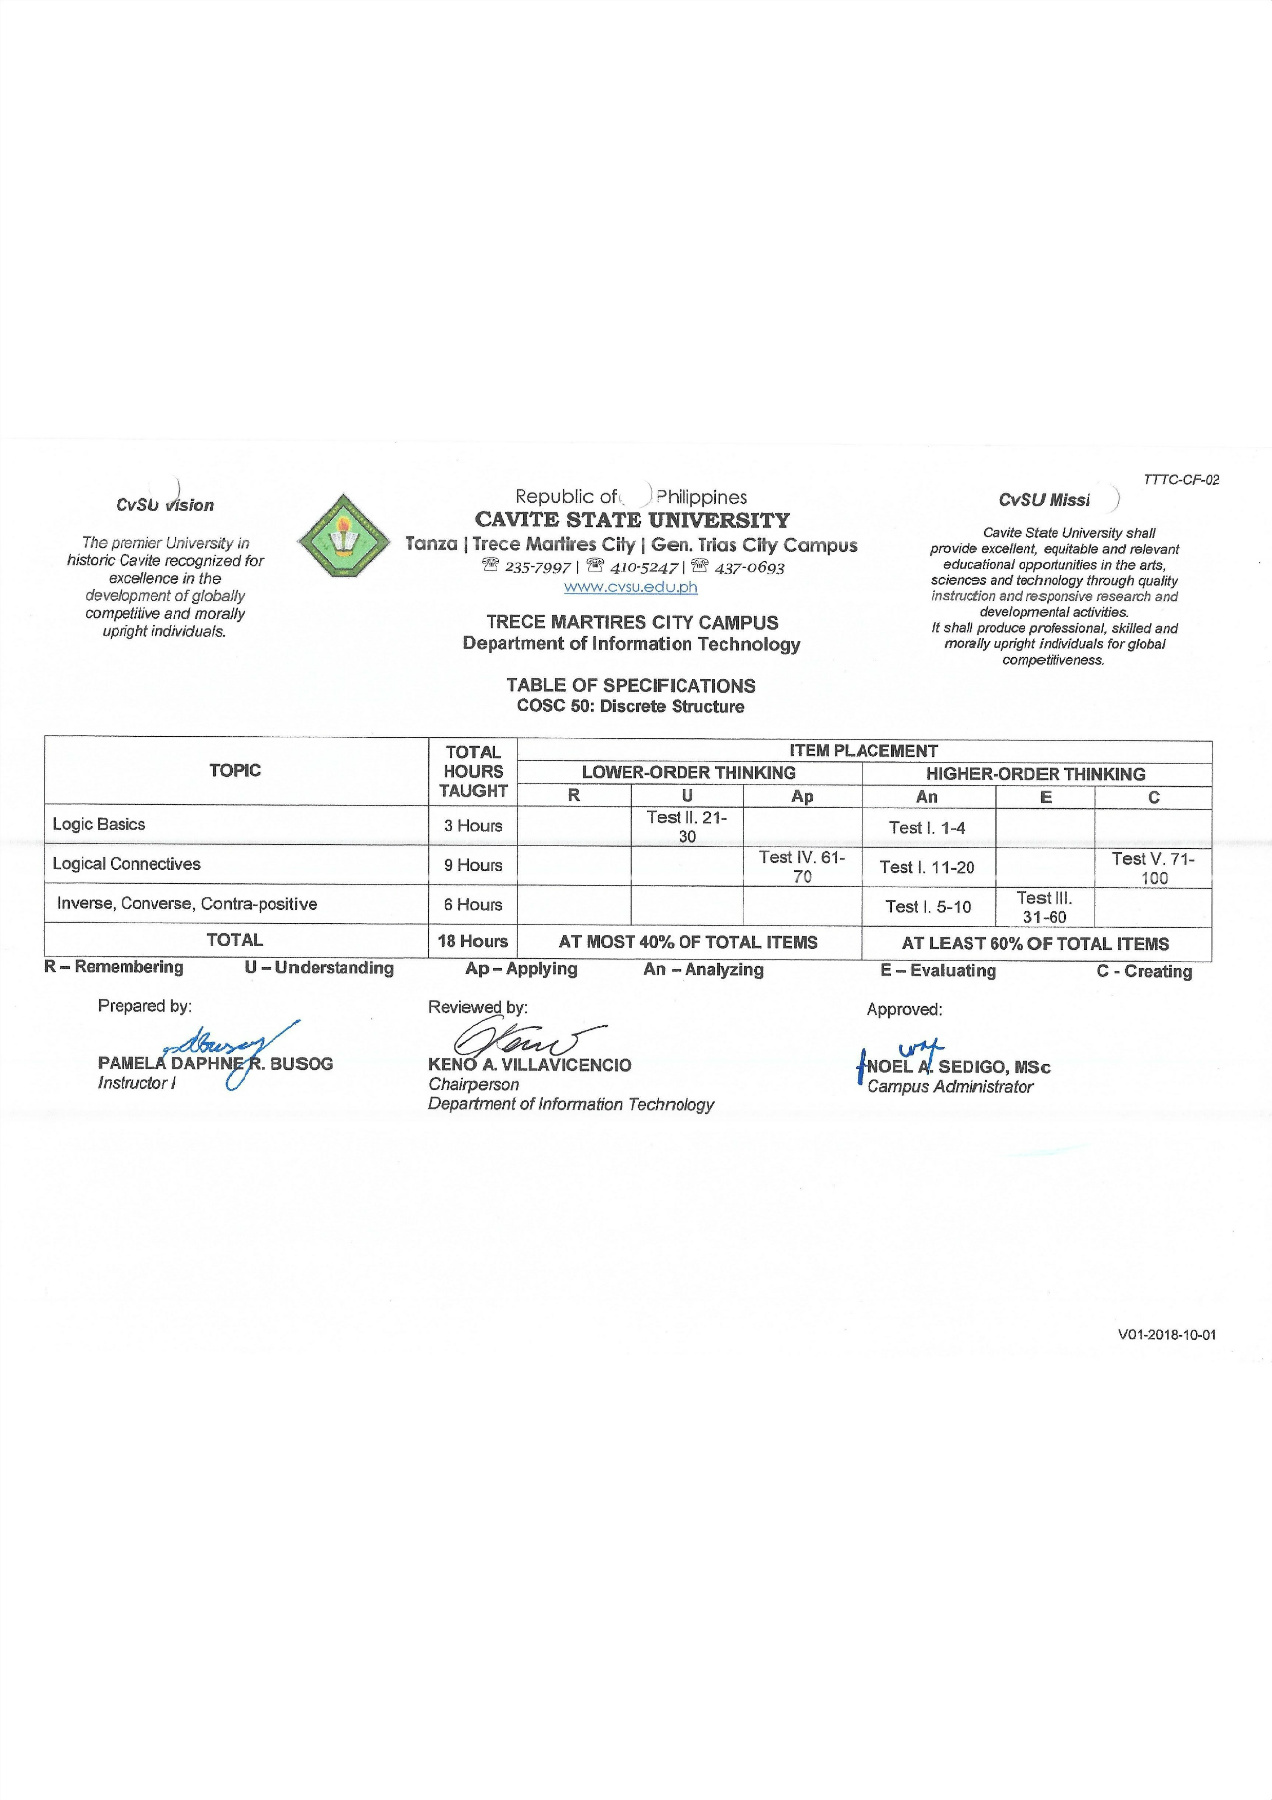 TTTC-CF-02
CvSU Vision
The premier University in
historic Cavite recognized for
excellence in the
development of globally
competitive and morally
upright individuals.
Republic of Philippines
CAVITE STATE UNIVERSITY
Tanza | Trece Martires City | Gen. Trias City Campus
☏ 235-7997 | ☏ 410-5247 | ☏ 437-0693
www.cvsu.edu.ph
TRECE MARTIRES CITY CAMPUS
Department of Information Technology
CvSU Missi
Cavite State University shall
provide excellent, equitable and relevant
educational opportunities in the arts,
sciences and technology through quality
instruction and responsive research and
developmental activities.
It shall produce professional, skilled and
morally upright individuals for global
competitiveness.
TABLE OF SPECIFICATIONS
COSC 50: Discrete Structure
TOPIC
TOTAL
HOURS
TAUGHT
ITEM PLACEMENT
LOWER-ORDER THINKING
HIGHER-ORDER THINKING
R U Ap An E C
Logic Basics
3 Hours
Test II. 21-
30
Test I. 1-4
Logical Connectives
9 Hours
Test IV. 61-
70
Test I. 11-20
Test V. 71-
100
Inverse, Converse, Contra-positive
6 Hours
Test I. 5-10
Test III.
31-60
TOTAL
18 Hours
AT MOST 40% OF TOTAL ITEMS
AT LEAST 60% OF TOTAL ITEMS
R – Remembering U – Understanding Ap – Applying An – Analyzing E – Evaluating C - Creating
Prepared by:
PAMELA DAPHNE R. BUSOG
Instructor I
Reviewed by:
KENO A. VILLAVICENCIO
Chairperson
Department of Information Technology
Approved:
NOEL A. SEDIGO, MSc
Campus Administrator
V01-2018-10-01